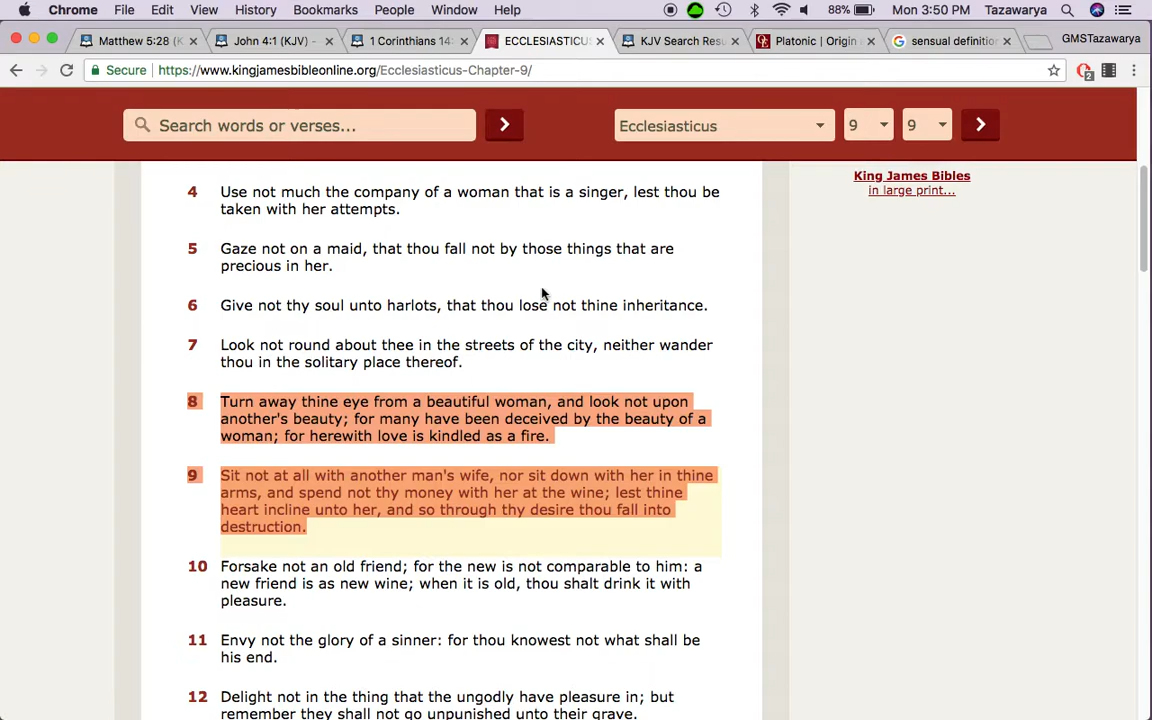 Chrome File Edit View History Bookmarks People Window Help 88% Mon 3:50 PM Tazawarya
Matthew 5:28 (K × John 4:1 (KJV) - × 1 Corinthians 14: × ECCLESIASTICU × KJV Search Resu × Platonic | Origin × sensual definitio × GMSTazawarya
Secure https://www.kingjamesbibleonline.org/Ecclesiasticus-Chapter-9/ 2
Search words or verses... Ecclesiasticus 9 9
King James Bibles
in large print...
4 Use not much the company of a woman that is a singer, lest thou be
taken with her attempts.
5 Gaze not on a maid, that thou fall not by those things that are
precious in her.
6 Give not thy soul unto harlots, that thou lose not thine inheritance.
7 Look not round about thee in the streets of the city, neither wander
thou in the solitary place thereof.
8 Turn away thine eye from a beautiful woman, and look not upon
another's beauty; for many have been deceived by the beauty of a
woman; for herewith love is kindled as a fire.
9 Sit not at all with another man's wife, nor sit down with her in thine
arms, and spend not thy money with her at the wine; lest thine
heart incline unto her, and so through thy desire thou fall into
destruction.
10 Forsake not an old friend; for the new is not comparable to him: a
new friend is as new wine; when it is old, thou shalt drink it with
pleasure.
11 Envy not the glory of a sinner: for thou knowest not what shall be
his end.
12 Delight not in the thing that the ungodly have pleasure in; but
remember they shall not go unpunished unto their grave.